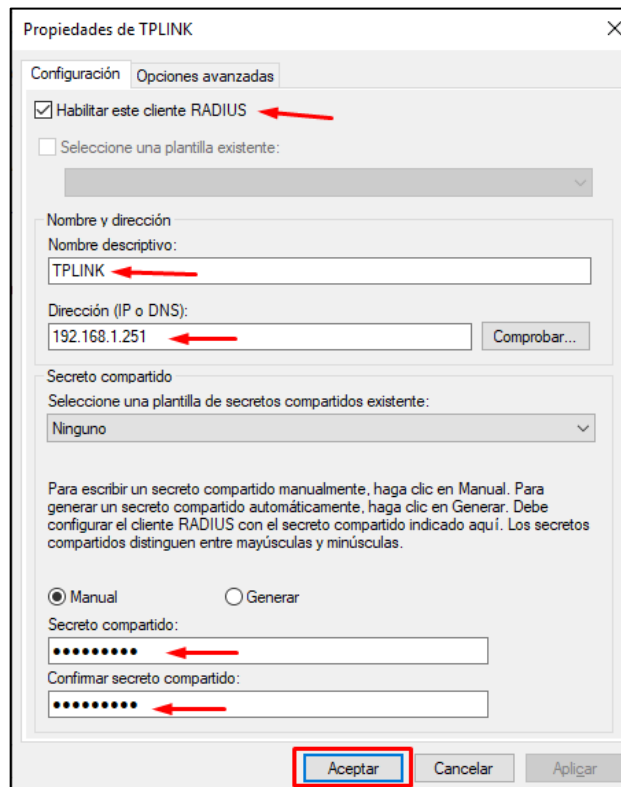 Propiedades de TPLINK
Configuración Opciones avanzadas
Habilitar este cliente RADIUS
Seleccione una plantilla existente:
Nombre y dirección
Nombre descriptivo:
TPLINK
Dirección (IP o DNS):
192.168.1.251 Comprobar...
Secreto compartido
Seleccione una plantilla de secretos compartidos existente:
Ninguno
Para escribir un secreto compartido manualmente, haga clic en Manual. Para
generar un secreto compartido automáticamente, haga clic en Generar. Debe
configurar el cliente RADIUS con el secreto compartido indicado aquí. Los secretos
compartidos distinguen entre mayúsculas y minúsculas.
Manual Generar
Secreto compartido:
●●●●●●●●●
Confirmar secreto compartido:
●●●●●●●●●
Aceptar Cancelar Aplicar